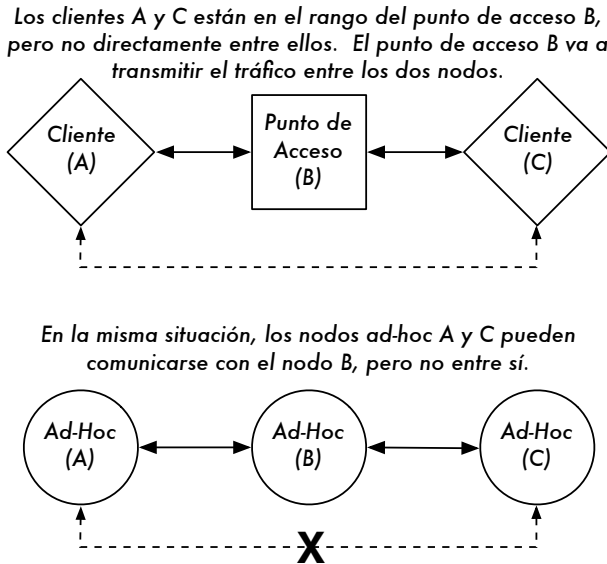 Los clientes A y C están en el rango del punto de acceso B,
pero no directamente entre ellos.  El punto de acceso B va a
transmitir el tráfico entre los dos nodos.
Cliente
(A)
Punto de
Acceso
(B)
Cliente
(C)
En la misma situación, los nodos ad-hoc A y C pueden
comunicarse con el nodo B, pero no entre sí.
Ad-Hoc
(A)
Ad-Hoc
(B)
Ad-Hoc
(C)
X